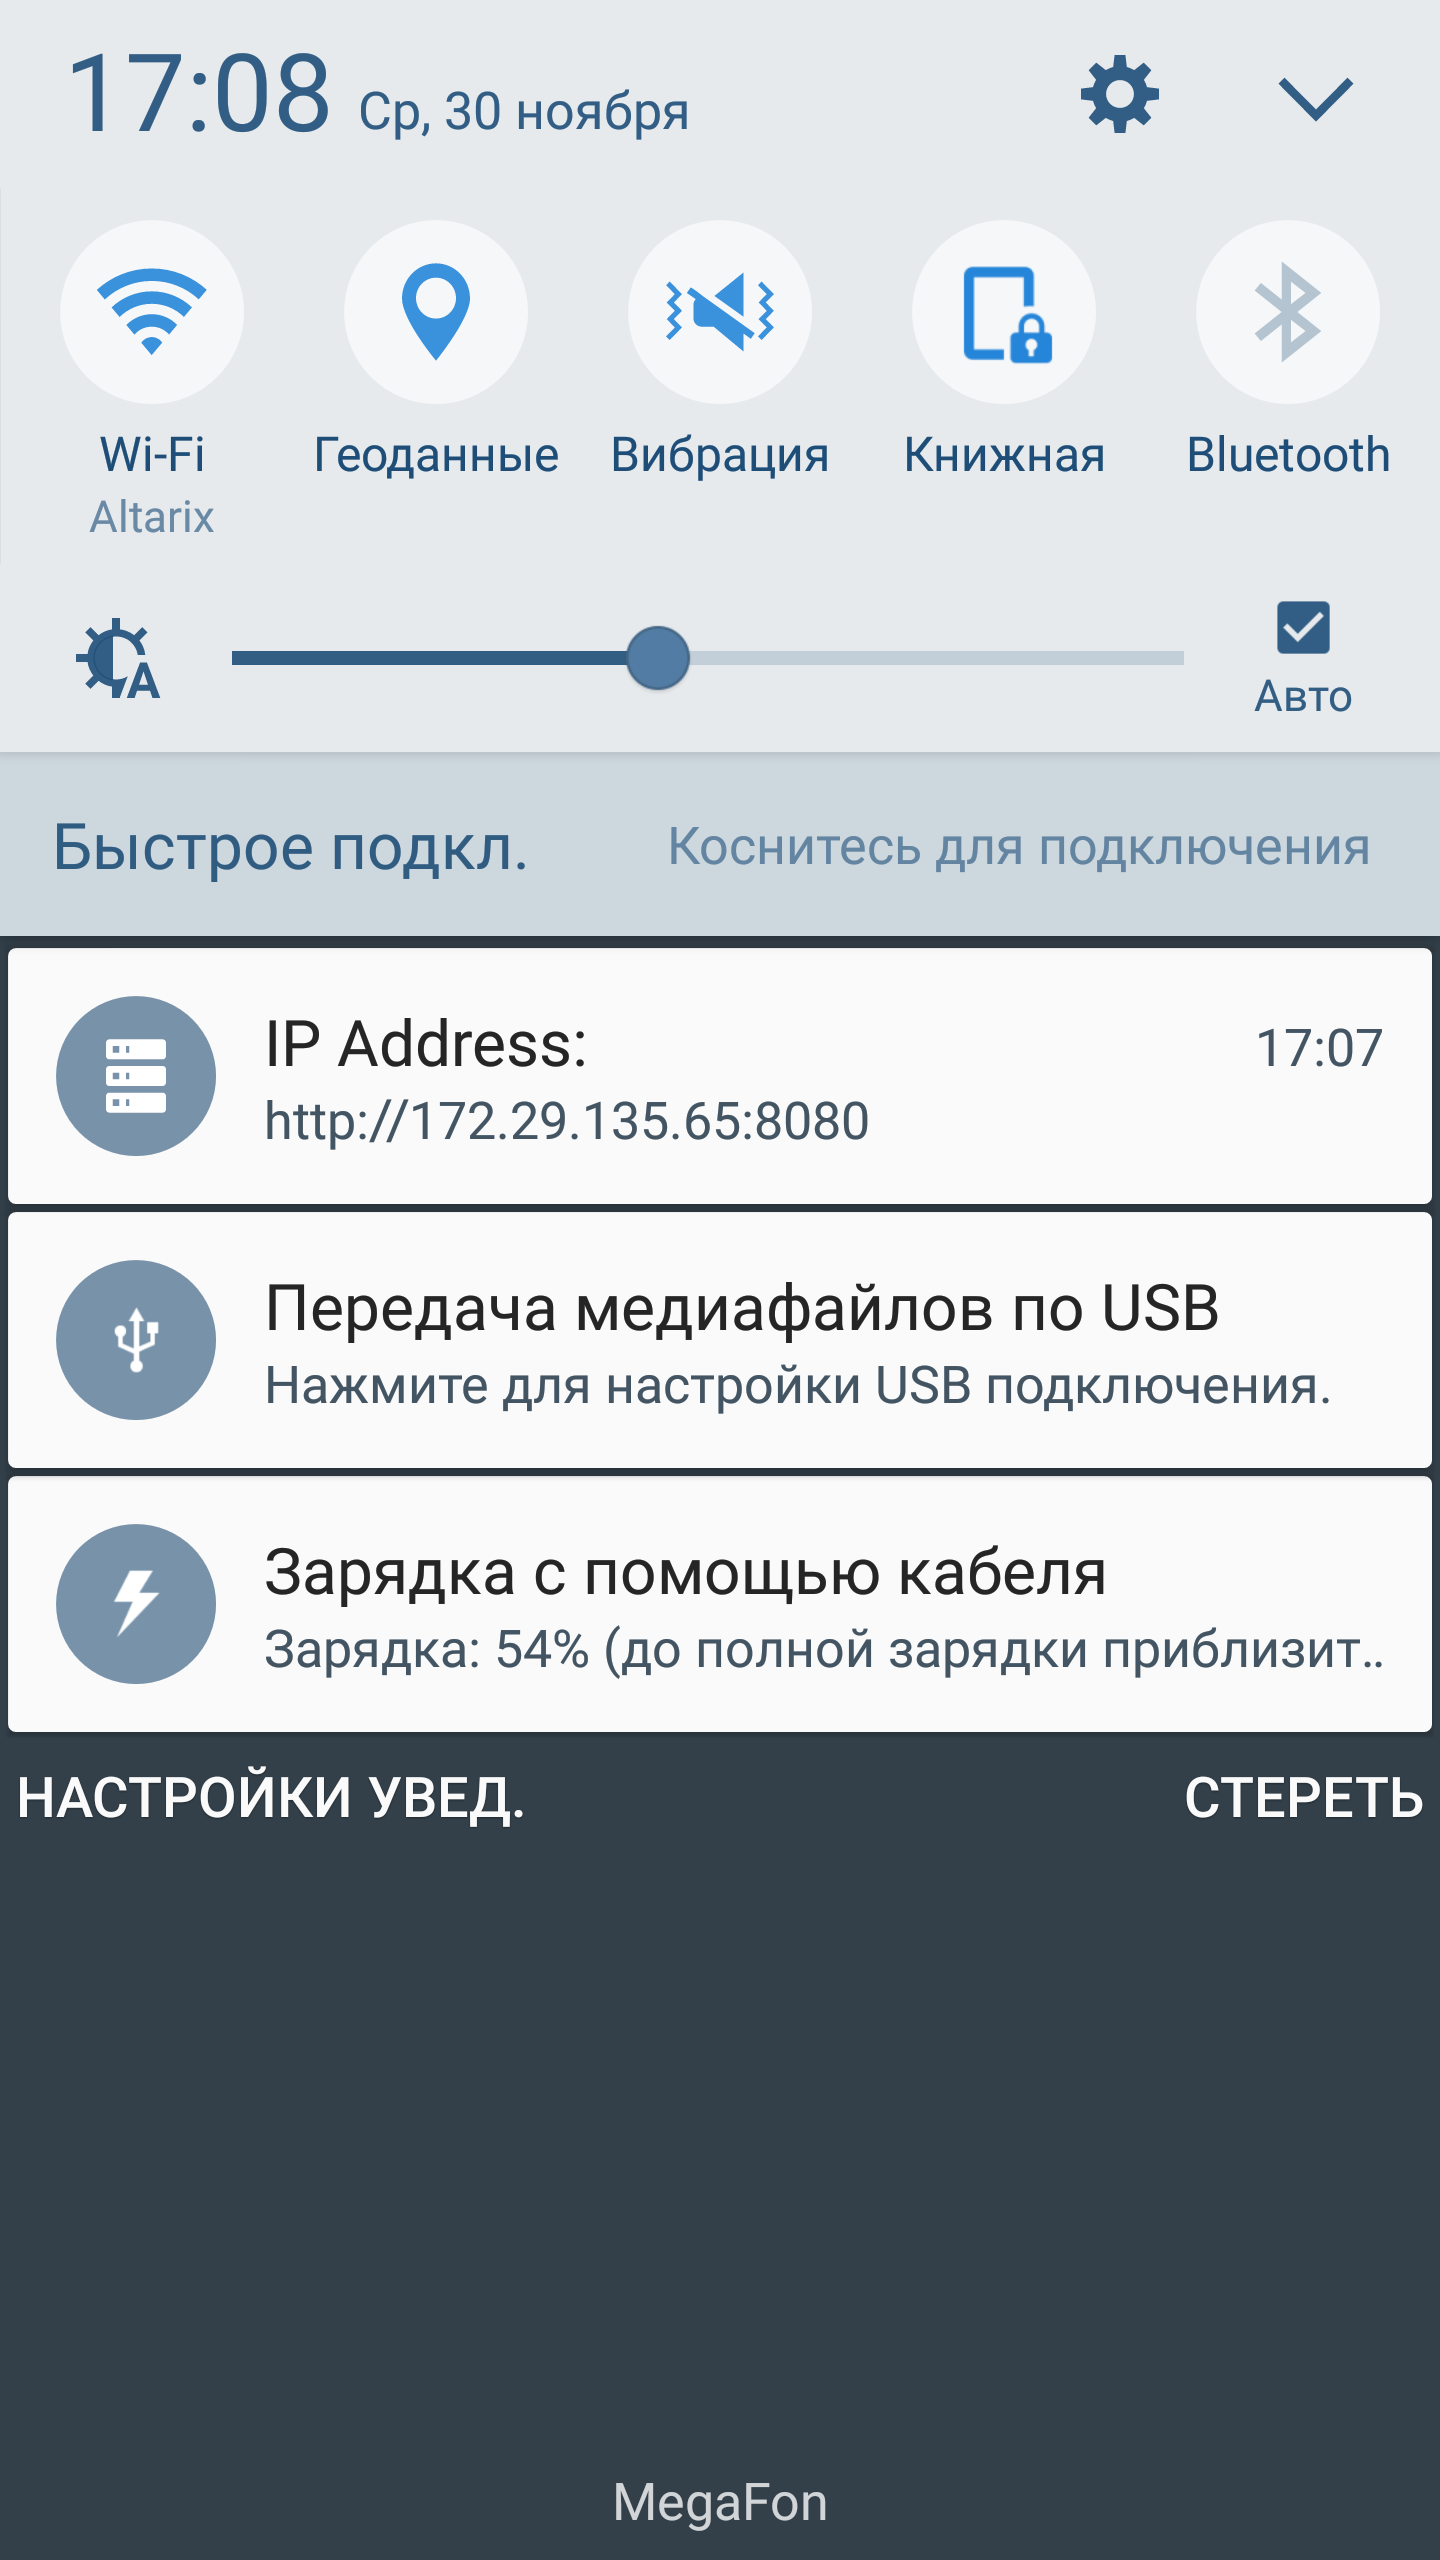 17:08 Ср, 30 ноября
Wi-Fi Геоданные Вибрация Книжная Bluetooth
Altarix
A
Авто
Быстрое подкл. Коснитесь для подключения
IP Address: 17:07
http://172.29.135.65:8080
Передача медиафайлов по USB
Нажмите для настройки USB подключения.
Зарядка с помощью кабеля
Зарядка: 54% (до полной зарядки приблизит..
НАСТРОЙКИ УВЕД. СТЕРЕТЬ
MegaFon